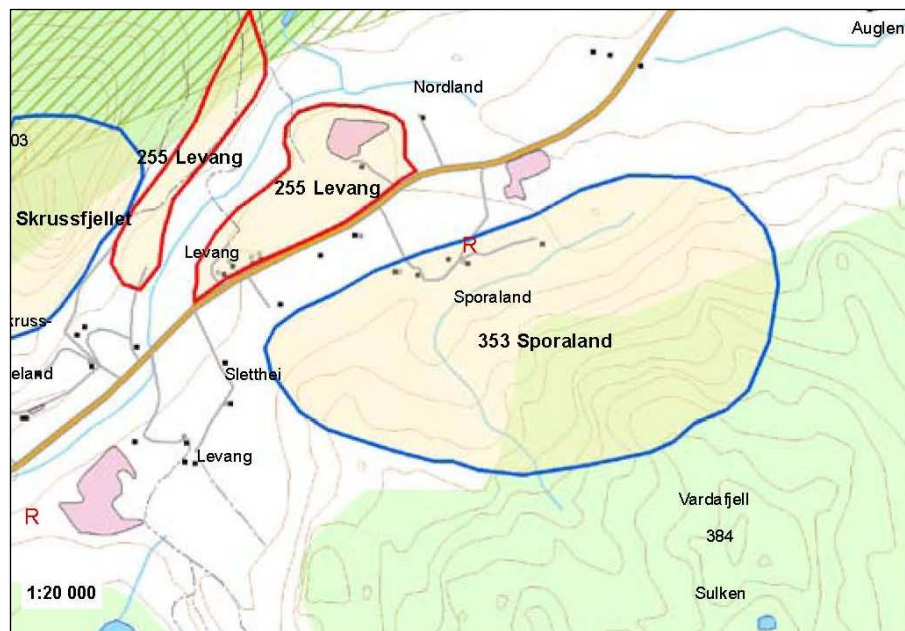 Auglen
Nordland
03
255 Levang
255 Levang
Skrussfjellet
Levang
R
Sporaland
kruss-
353 Sporaland
eland
Sletthei
Levang
Vardafjell
R
384
1:20 000
Sulken